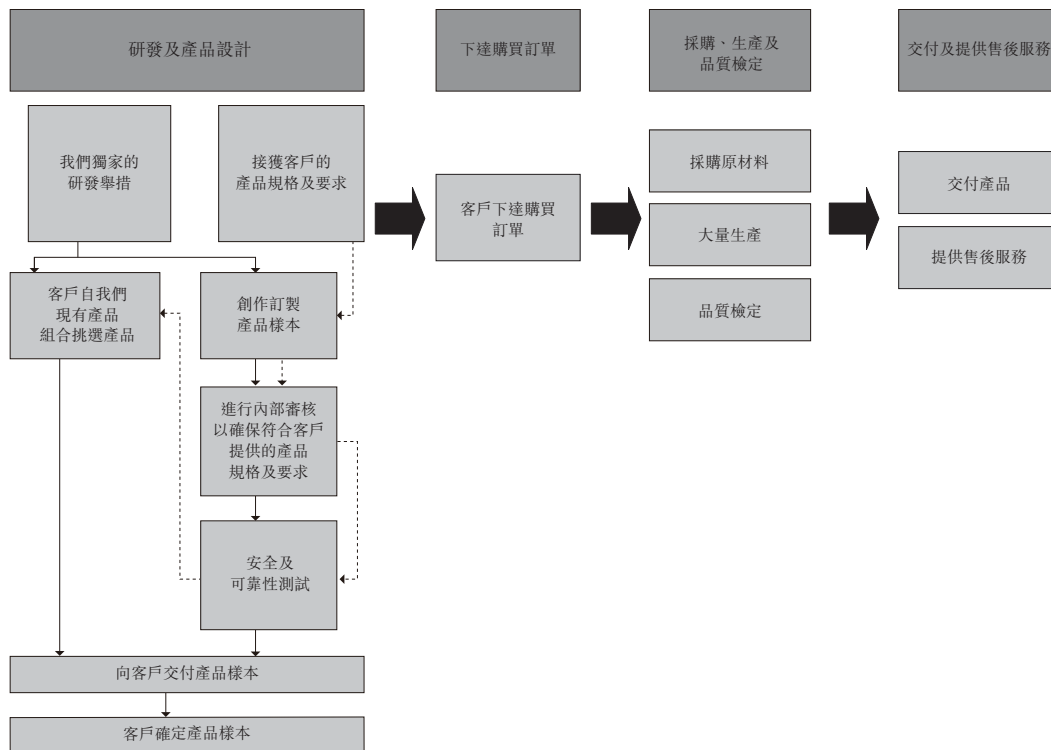 研發及產品設計
下達購買訂單
採購、生產及
品質檢定
交付及提供售後服務
我們獨家的
研發舉措
接獲客戶的
產品規格及要求
客戶自我們
現有產品
組合挑選產品
創作訂製
產品樣本
進行內部審核
以確保符合客戶
提供的產品
規格及要求
安全及
可靠性測試
向客戶交付產品樣本
客戶確定產品樣本
客戶下達購買
訂單
採購原材料
大量生產
品質檢定
交付產品
提供售後服務